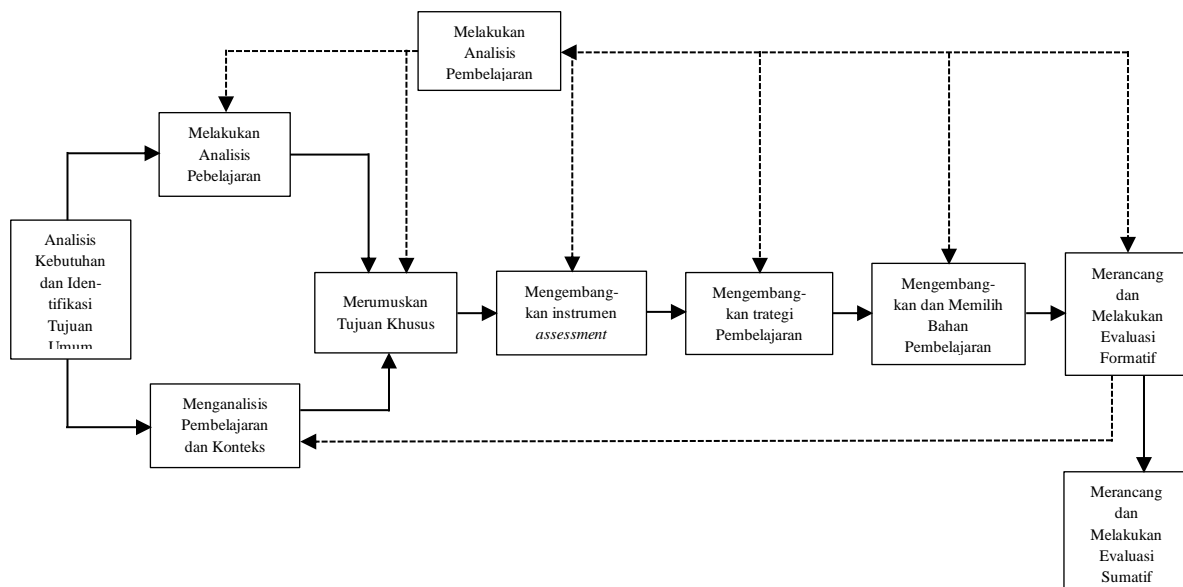 Melakukan
Analisis
Pembelajaran
Melakukan
Analisis
Pebelajaran
Analisis
Kebutuhan
dan Iden-
tifikasi
Tujuan
Umum
Merumuskan
Tujuan Khusus
Mengembang-
kan instrumen
assessment
Mengembang-
kan trategi
Pembelajaran
Mengembang-
kan dan Memilih
Bahan
Pembelajaran
Merancang
dan
Melakukan
Evaluasi
Formatif
Menganalisis
Pembelajaran
dan Konteks
Merancang
dan
Melakukan
Evaluasi
Sumatif